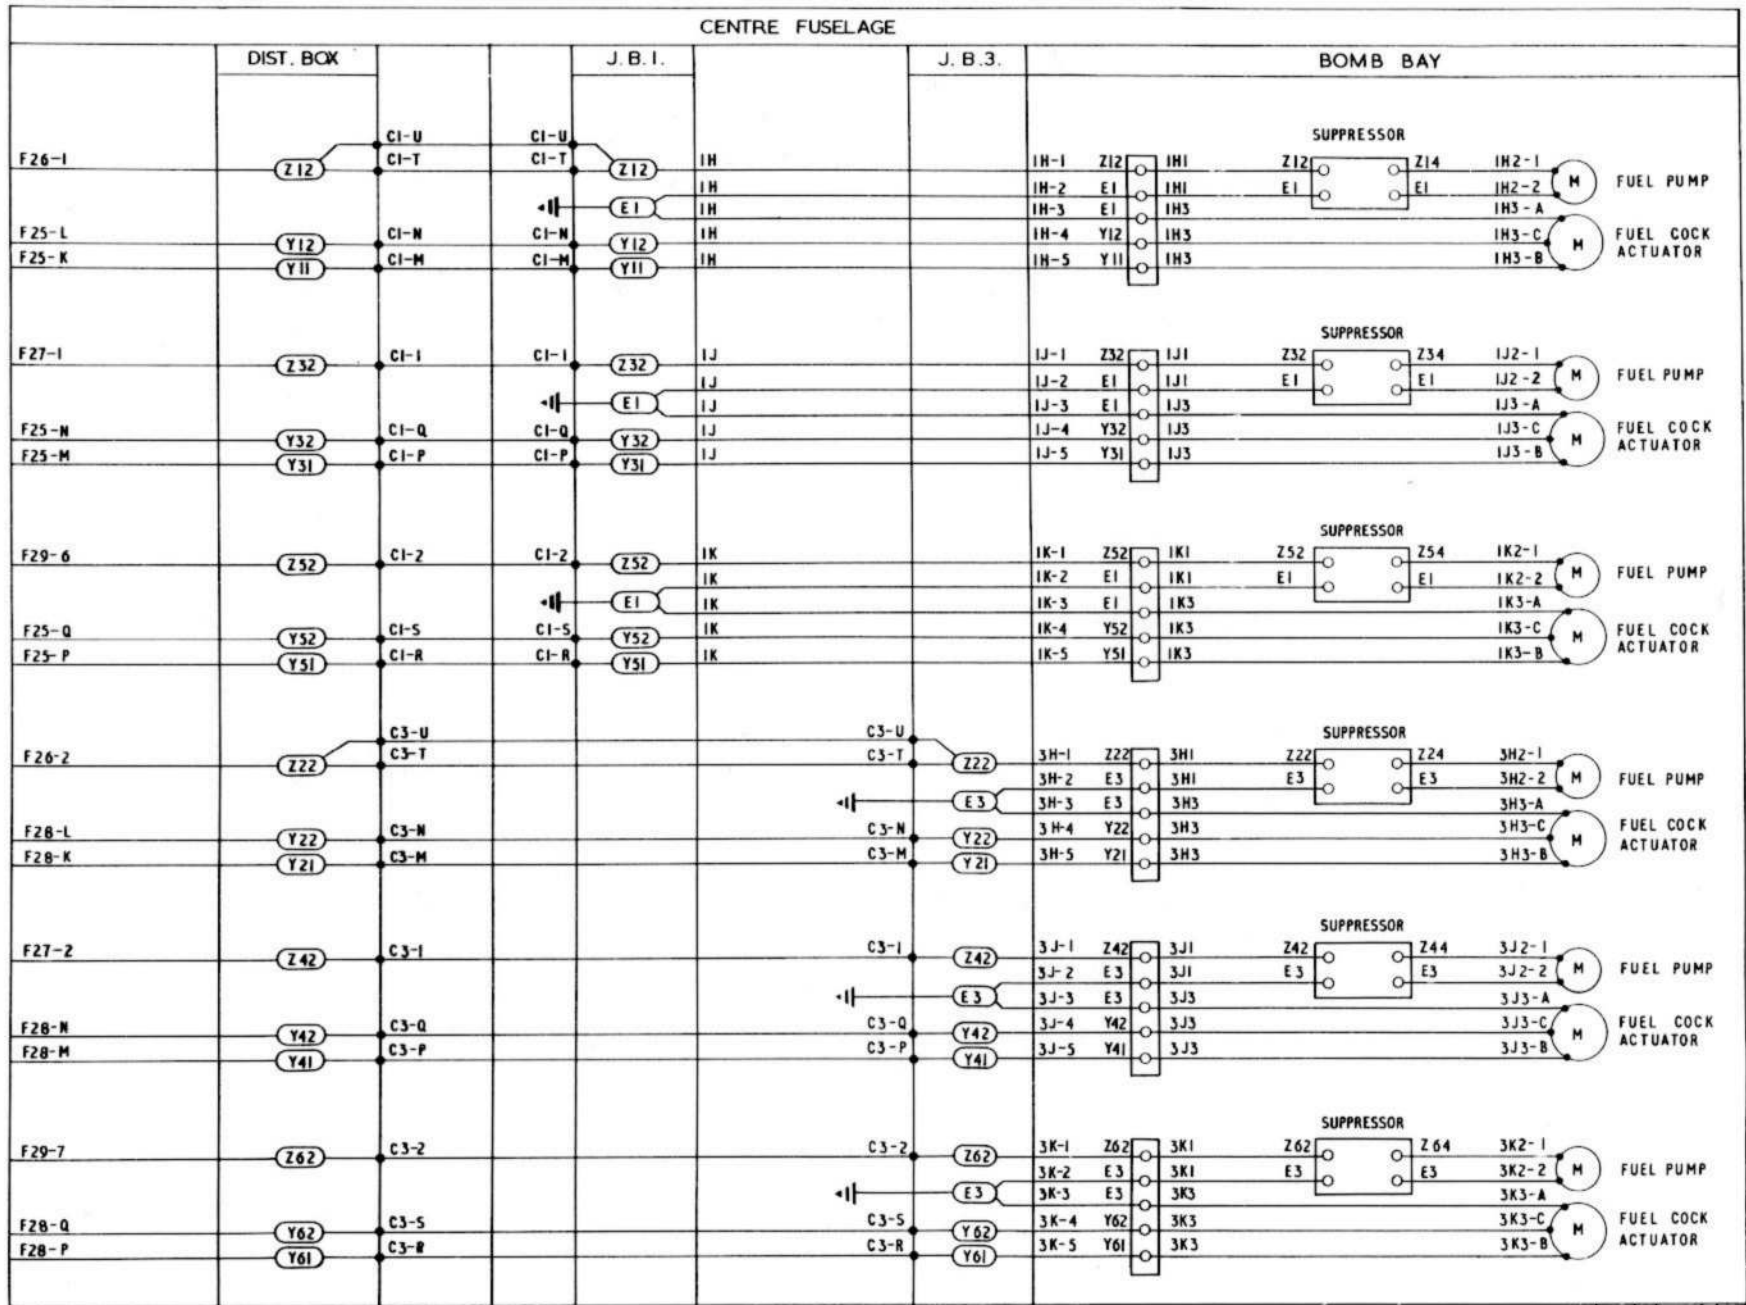 CENTRE FUSELAGE
DIST. BOX J.B.1. J.B.3. BOMB BAY
SUPPRESSOR
C1-U C1-U
F26-1 Z12 C1-T C1-T Z12 1H 1H-1 Z12 1H1 Z12 Z14 1H2-1 M FUEL PUMP
E1 1H 1H-2 E1 1H1 E1 E1 1H2-2
1H 1H-3 E1 1H3 1H3-A
F25-L Y12 C1-N C1-N Y12 1H 1H-4 Y12 1H3 1H3-C M FUEL COCK
ACTUATOR
F25-K Y11 C1-M C1-M Y11 1H 1H-5 Y11 1H3 1H3-B
SUPPRESSOR
F27-1 Z32 C1-1 C1-1 Z32 1J 1J-1 Z32 1J1 Z32 Z34 1J2-1 M FUEL PUMP
E1 1J 1J-2 E1 1J1 E1 E1 1J2-2
1J 1J-3 E1 1J3 1J3-A
F25-N Y32 C1-Q C1-Q Y32 1J 1J-4 Y32 1J3 1J3-C M FUEL COCK
ACTUATOR
F25-M Y31 C1-P C1-P Y31 1J 1J-5 Y31 1J3 1J3-B
SUPPRESSOR
F29-6 Z52 C1-2 C1-2 Z52 1K 1K-1 Z52 1K1 Z52 Z54 1K2-1 M FUEL PUMP
E1 1K 1K-2 E1 1K1 E1 E1 1K2-2
1K 1K-3 E1 1K3 1K3-A
F25-Q Y52 C1-S C1-S Y52 1K 1K-4 Y52 1K3 1K3-C M FUEL COCK
ACTUATOR
F25-P Y51 C1-R C1-R Y51 1K 1K-5 Y51 1K3 1K3-B
SUPPRESSOR
C3-U C3-U
F26-2 Z22 C3-T C3-T Z22 3H-1 Z22 3H1 Z22 Z24 3H2-1 M FUEL PUMP
E3 3H-2 E3 3H1 E3 E3 3H2-2
3H-3 E3 3H3 3H3-A
F28-L Y22 C3-N C3-N Y22 3H-4 Y22 3H3 3H3-C M FUEL COCK
ACTUATOR
F28-K Y21 C3-M C3-M Y21 3H-5 Y21 3H3 3H3-B
SUPPRESSOR
F27-2 Z42 C3-1 C3-1 Z42 3J-1 Z42 3J1 Z42 Z44 3J2-1 M FUEL PUMP
E3 3J-2 E3 3J1 E3 E3 3J2-2
3J-3 E3 3J3 3J3-A
F28-N Y42 C3-Q C3-Q Y42 3J-4 Y42 3J3 3J3-C M FUEL COCK
ACTUATOR
F28-M Y41 C3-P C3-P Y41 3J-5 Y41 3J3 3J3-B
SUPPRESSOR
F29-7 Z62 C3-2 C3-2 Z62 3K-1 Z62 3K1 Z62 Z64 3K2-1 M FUEL PUMP
E3 3K-2 E3 3K1 E3 E3 3K2-2
3K-3 E3 3K3 3K3-A
F28-Q Y62 C3-S C3-S Y62 3K-4 Y62 3K3 3K3-C M FUEL COCK
ACTUATOR
F28-P Y61 C3-R C3-R Y61 3K-5 Y61 3K3 3K3-B